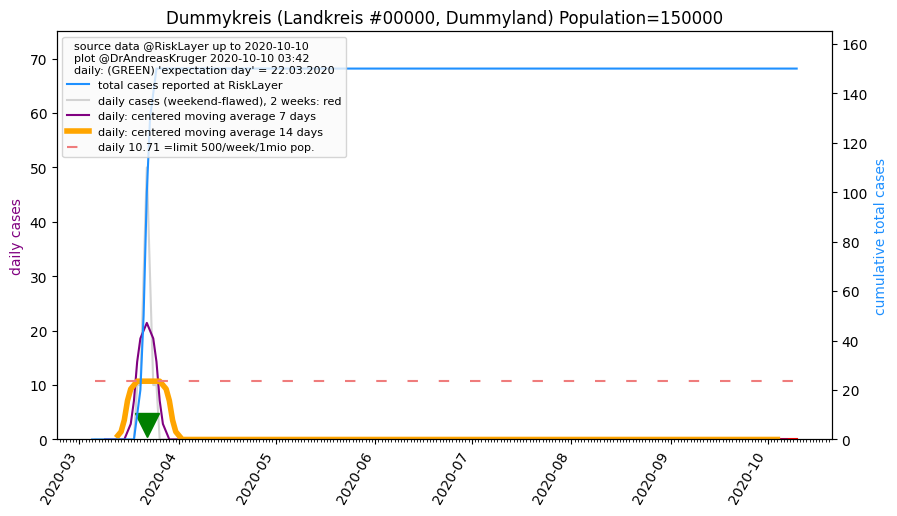 Dummykreis (Landkreis #00000, Dummyland) Population=150000
source data @RiskLayer up to 2020-10-10
plot @DrAndreasKruger 2020-10-10 03:42
daily: (GREEN) 'expectation day' = 22.03.2020
total cases reported at RiskLayer
daily cases (weekend-flawed), 2 weeks: red
daily: centered moving average 7 days
daily: centered moving average 14 days
daily 10.71 =limit 500/week/1mio pop.
daily cases
70
60
50
40
30
20
10
0
cumulative total cases
160
140
120
100
80
60
40
20
0
2020-03
2020-04
2020-05
2020-06
2020-07
2020-08
2020-09
2020-10